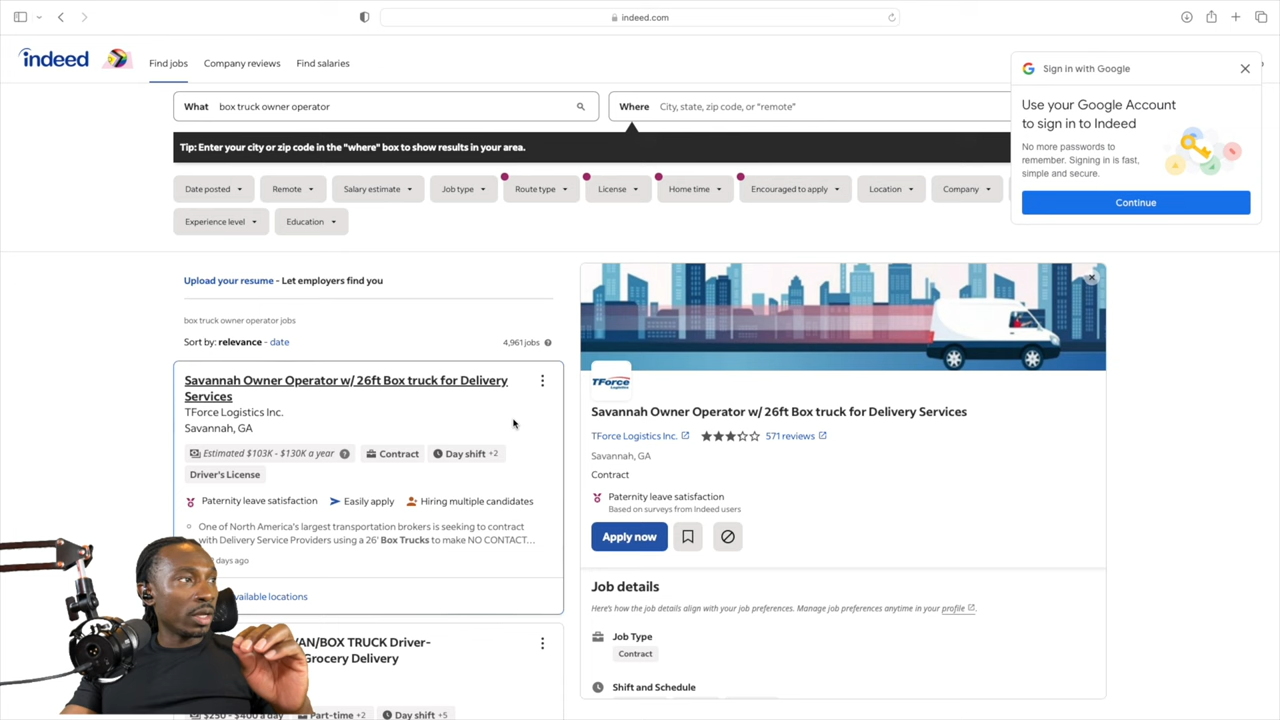 indeed.com
indeed
Find jobs
Company reviews
Find salaries
Sign in with Google
Use your Google Account
to sign in to Indeed
No more passwords to
remember. Signing in is fast,
simple and secure.
Continue
What box truck owner operator
Where City, state, zip code, or "remote"
Tip: Enter your city or zip code in the "where" box to show results in your area.
Date posted
Remote
Salary estimate
Job type
Route type
License
Home time
Encouraged to apply
Location
Company
Experience level
Education
Upload your resume - Let employers find you
box truck owner operator jobs
Sort by: relevance - date
4,961 jobs
Savannah Owner Operator w/ 26ft Box truck for Delivery
Services
TForce Logistics Inc.
Savannah, GA
Estimated $103K - $130K a year
Contract
Day shift +2
Driver's License
Paternity leave satisfaction
Easily apply
Hiring multiple candidates
One of North America's largest transportation brokers is seeking to contract
with Delivery Service Providers using a 26' Box Trucks to make NO CONTACT…
days ago
available locations
VAN/BOX TRUCK Driver-
Grocery Delivery
$250 - $400 a day
Part-time +2
Day shift +5
TForce
Logistics
Savannah Owner Operator w/ 26ft Box truck for Delivery Services
TForce Logistics Inc.
571 reviews
Savannah, GA
Contract
Paternity leave satisfaction
Based on surveys from Indeed users
Apply now
Job details
Here's how the job details align with your job preferences. Manage job preferences anytime in your profile.
Job Type
Contract
Shift and Schedule